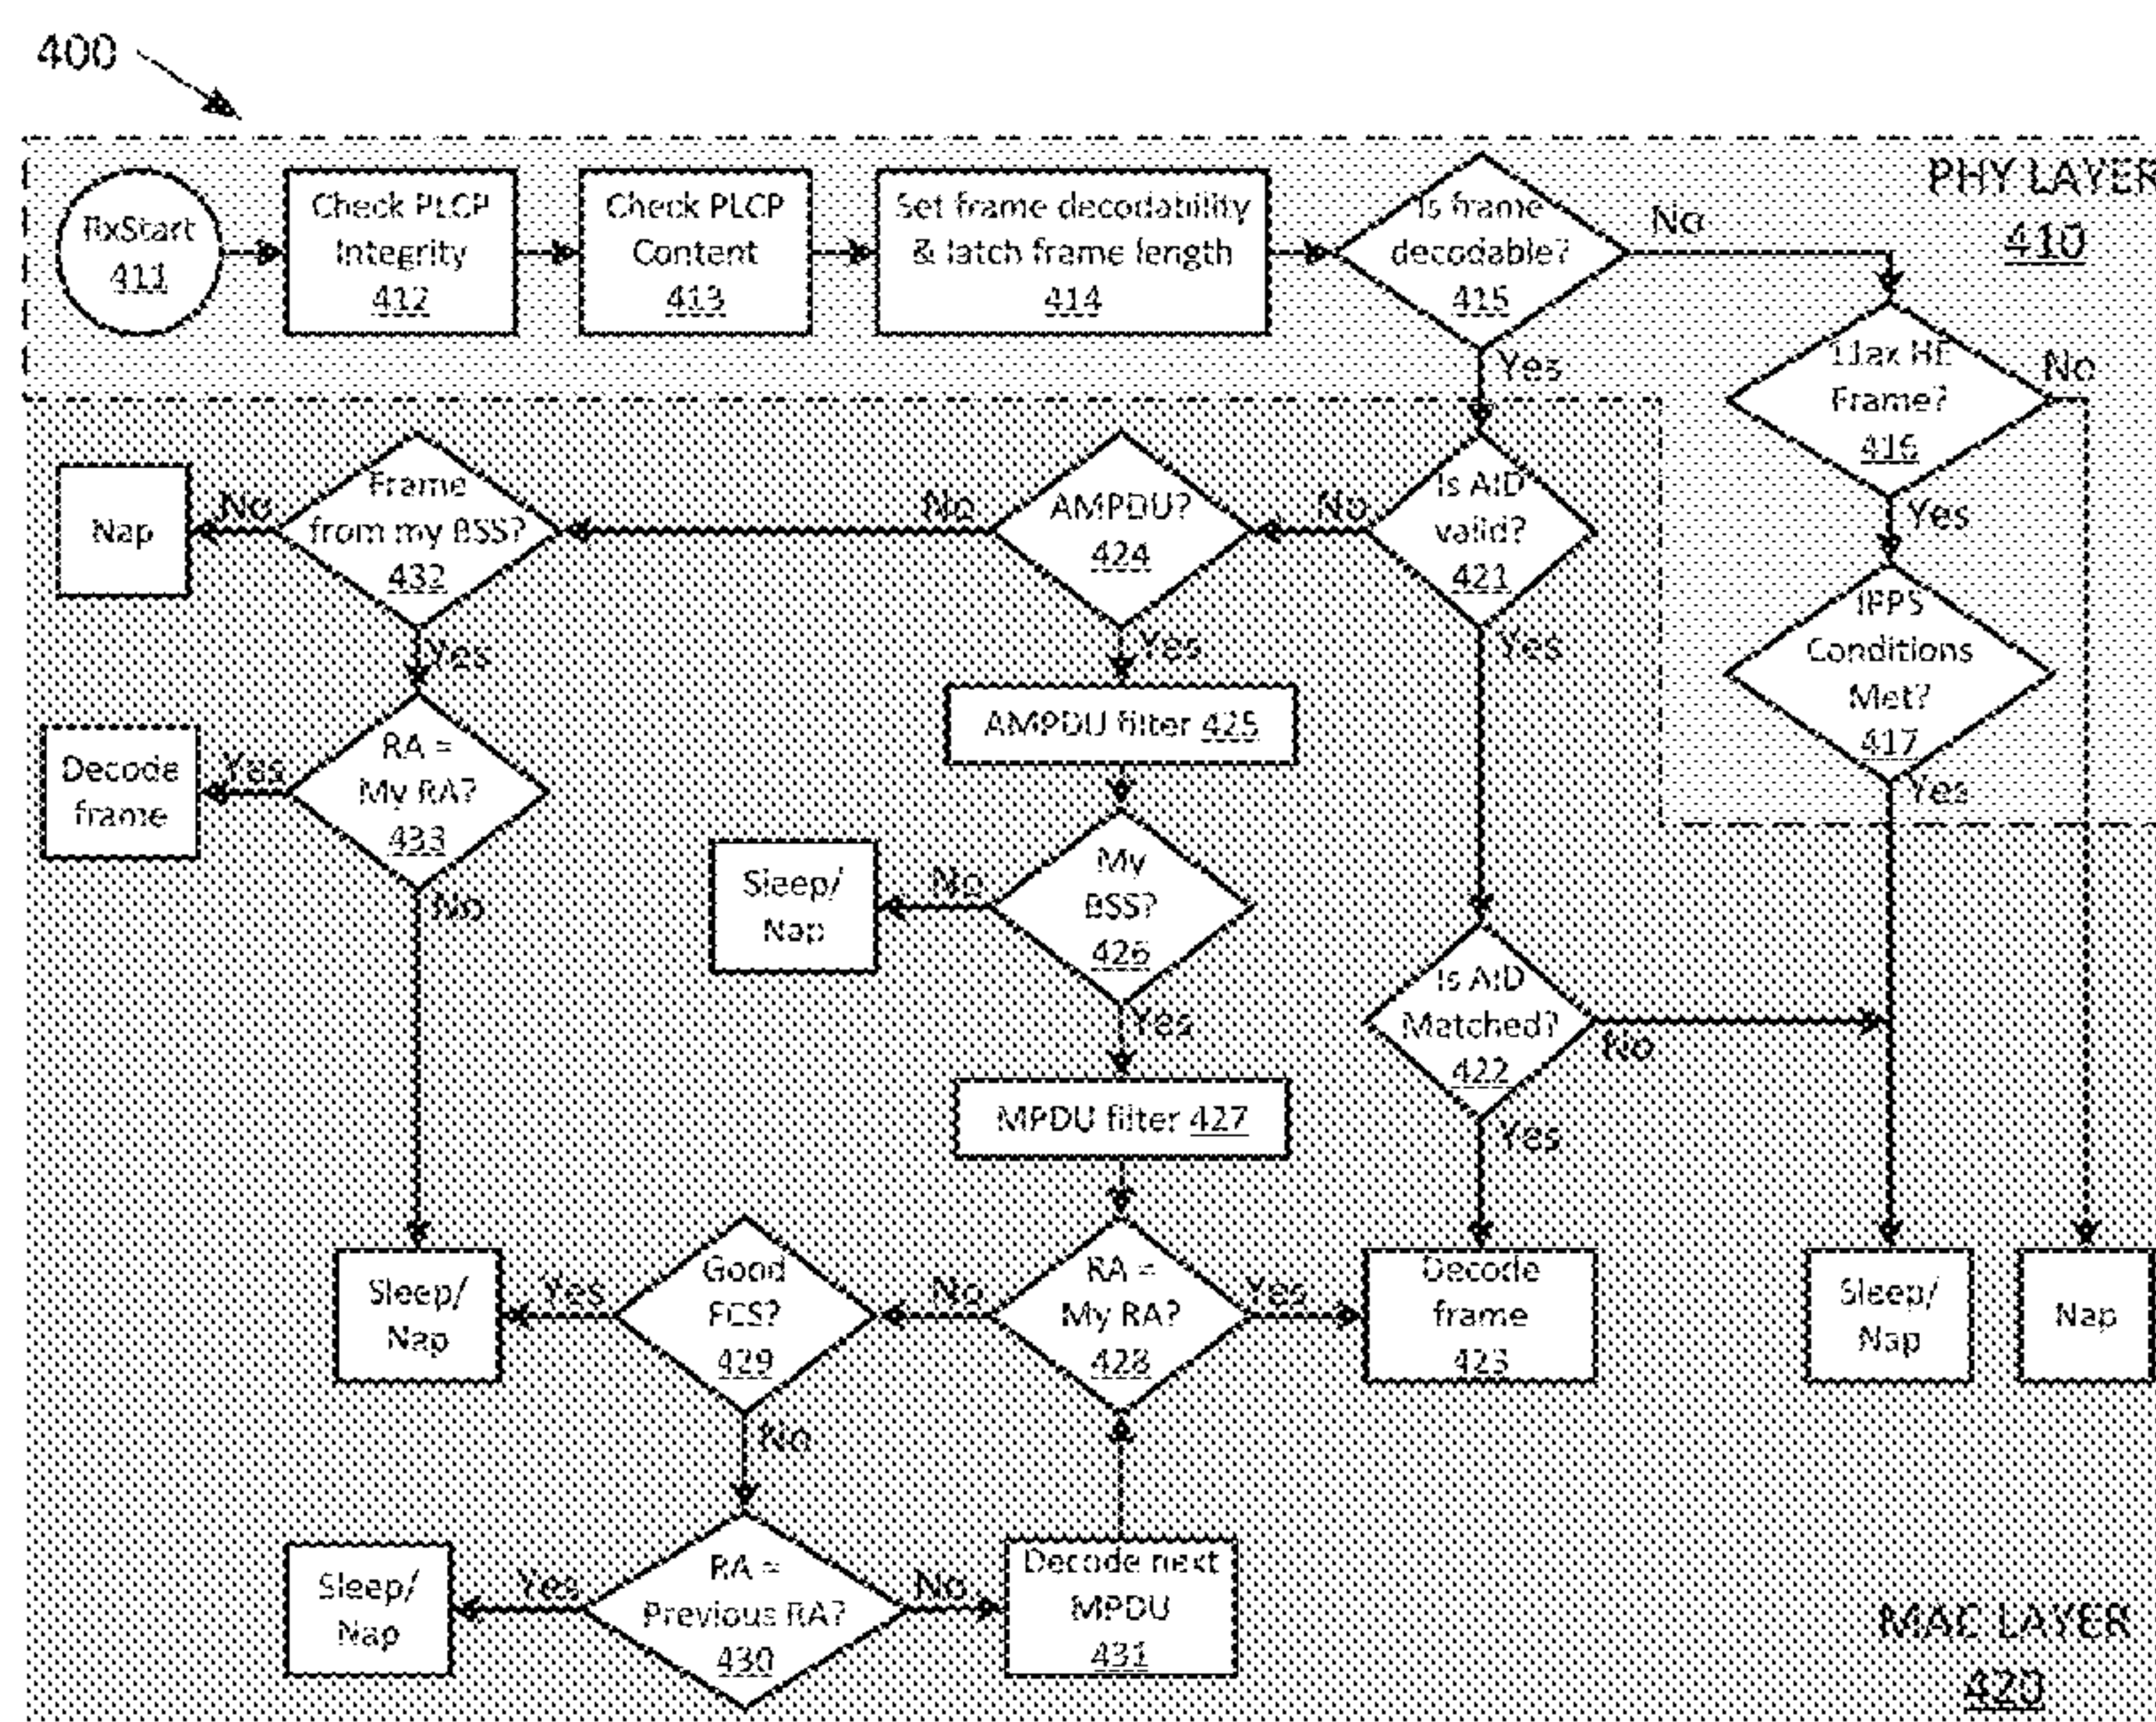 400
PHY LAYER
410
RxStart
411
Check PLCP
Integrity
412
Check PLCP
Content
413
Set frame decodability
& latch frame length
414
Is frame
decodable?
415
No
Yes
11ax HE
Frame?
416
No
Yes
IFPS
Conditions
Met?
417
Yes
Nap
No
Frame
from my BSS?
432
Yes
No
AMPDU?
424
Yes
No
Is AID
valid?
421
Yes
AMPDU filter 425
Decode
frame
Yes
RA =
My RA?
433
No
Sleep/
Nap
No
My
BSS?
426
Yes
Is AID
Matched?
422
No
Yes
MPDU filter 427
Sleep/
Nap
Yes
Good
FCS?
429
No
No
RA =
My RA?
428
Yes
Decode
frame
423
Sleep/
Nap
Nap
Sleep/
Nap
Yes
RA =
Previous RA?
430
No
Decode next
MPDU
431
MAC LAYER
420